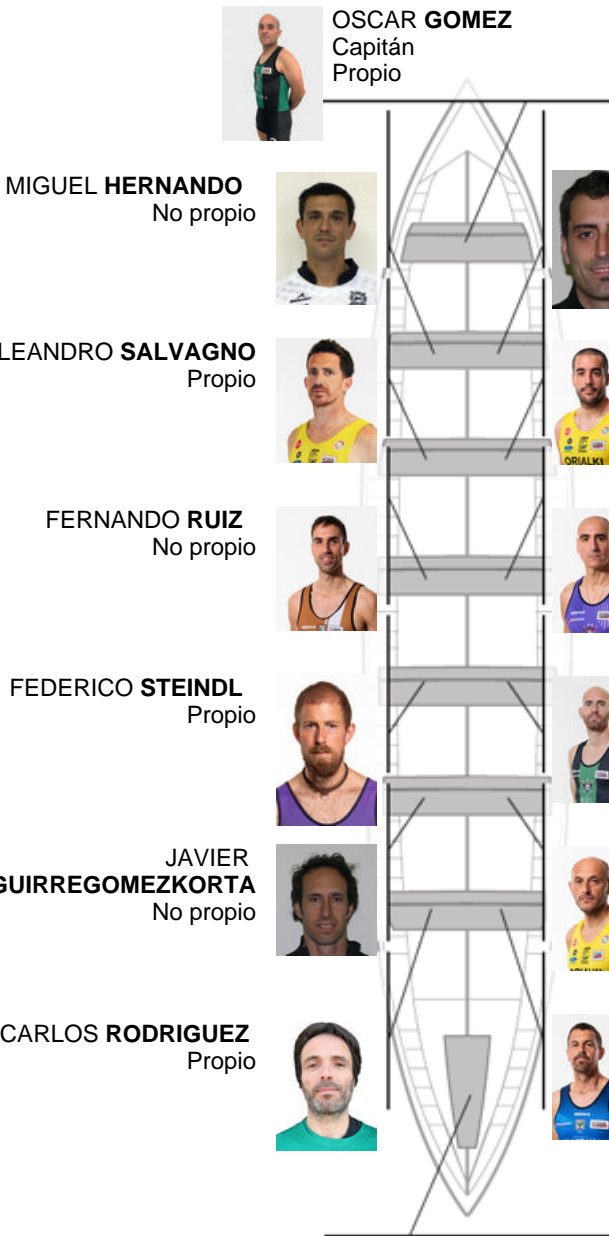 OSCAR GOMEZ
Capitán
Propio
MIGUEL HERNANDO
No propio
LEANDRO SALVAGNO
Propio
ORIALKI
FERNANDO RUIZ
No propio
FEDERICO STEINDL
Propio
JAVIER
GUIRREGOMEZKORTA
No propio
CARLOS RODRIGUEZ
Propio